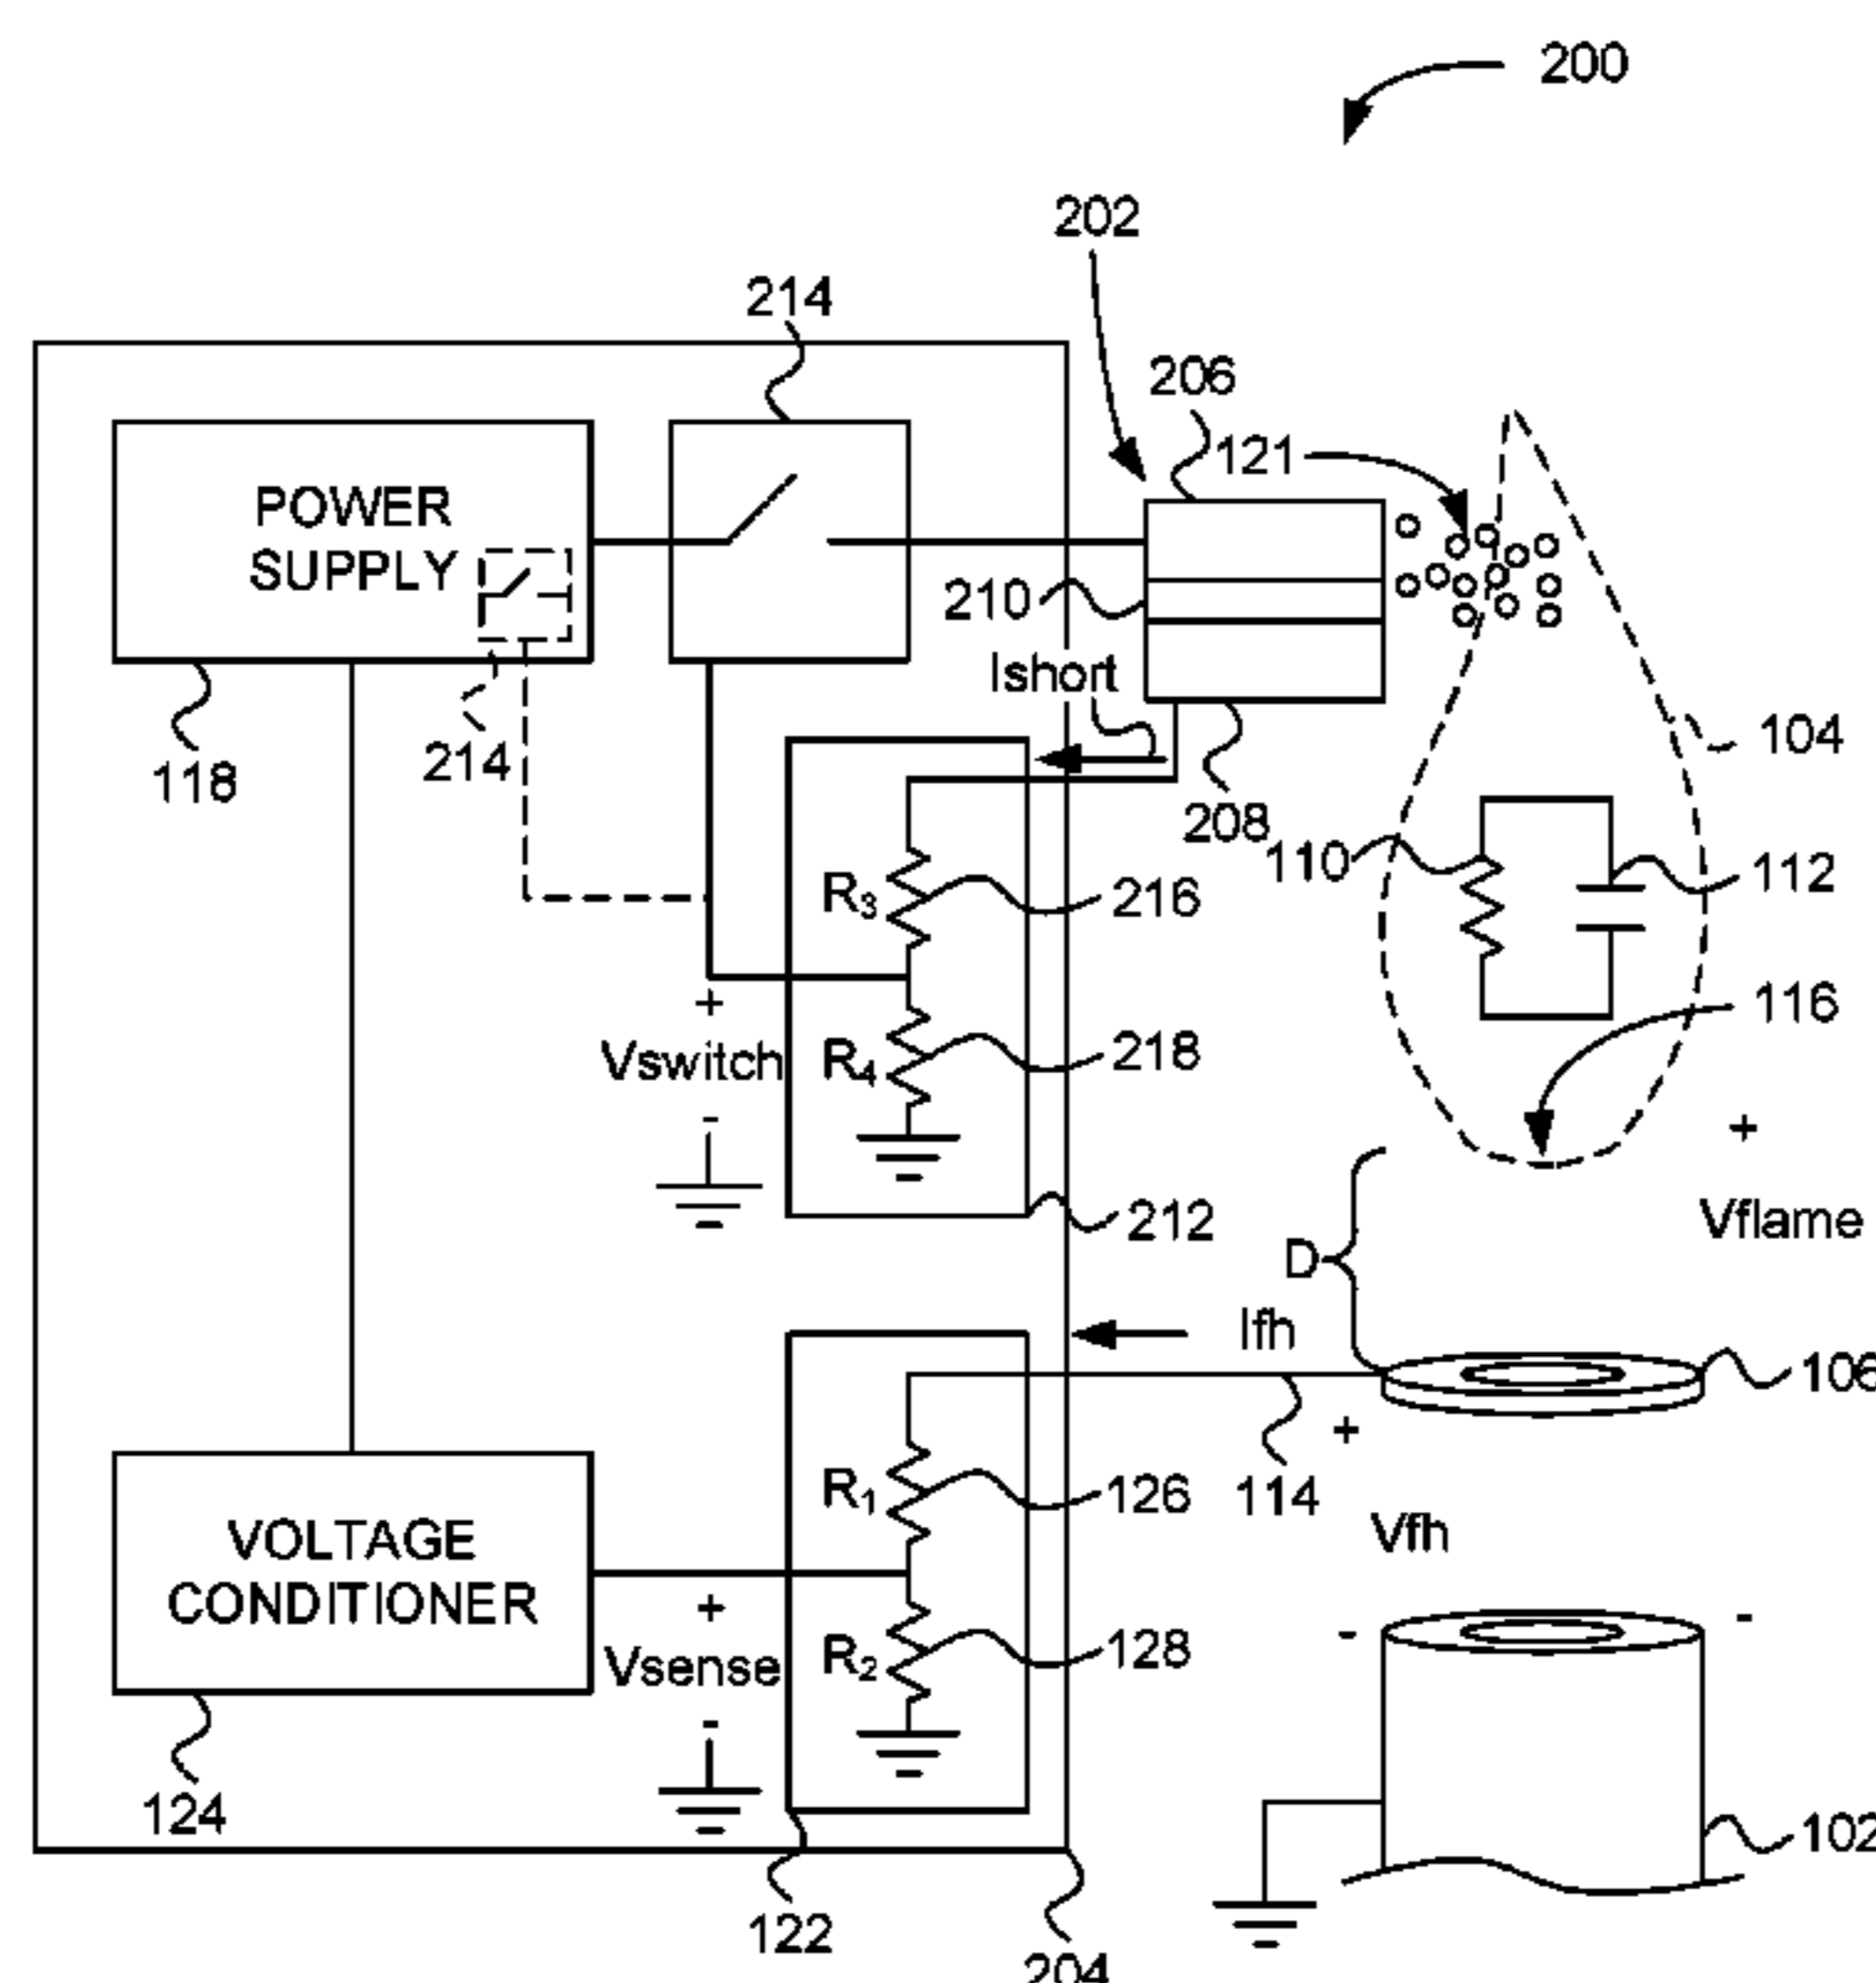 200
202
214
206
121
POWER
SUPPLY
210
Ishort
214
118
104
208
110
112
R3
216
116
+
Vswitch
R4
218
-
+
212
Vflame
D
Ifh
106
+
R1
126
114
VOLTAGE
CONDITIONER
Vfh
+
-
-
Vsense
R2
128
-
124
102
122
204